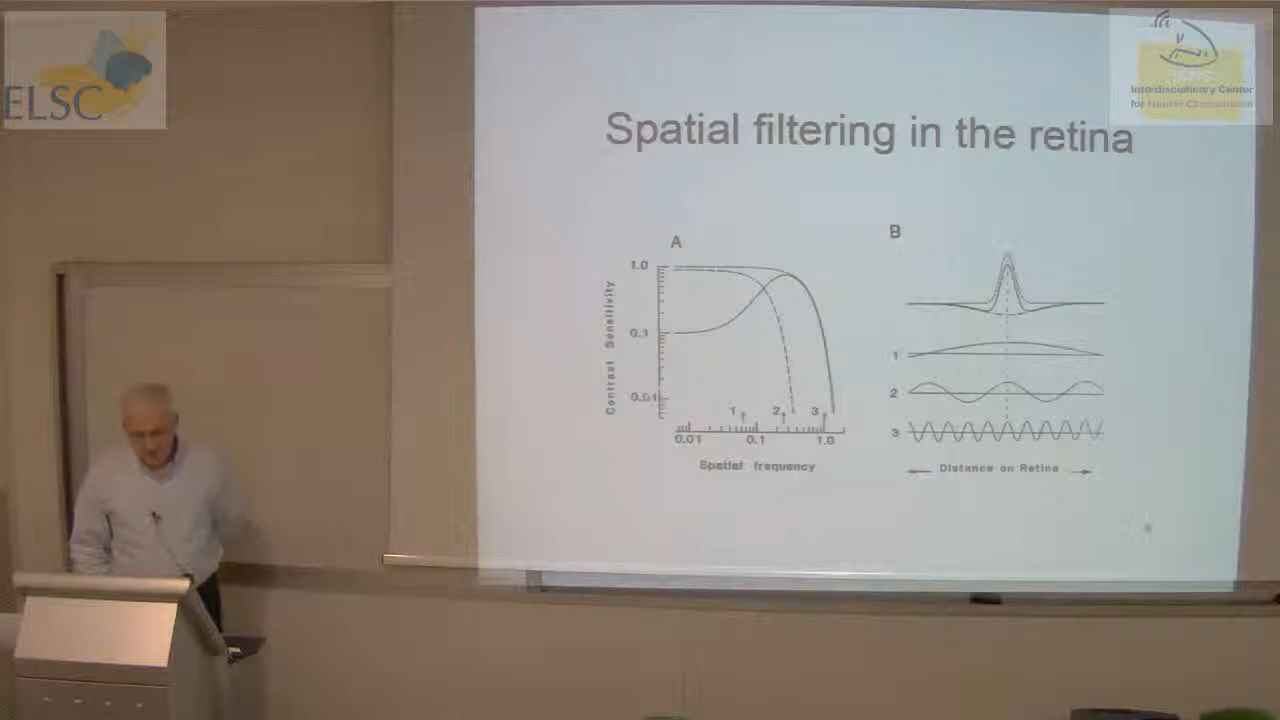 ELSC
Interdisciplinary Center
for Neural Computation
Spatial filtering in the retina
A
B
Contrast Sensitivity
1.0
0.1
0.01
1
2
3
0.01
0.1
1.0
Spatial frequency
1
2
3
Distance on Retina